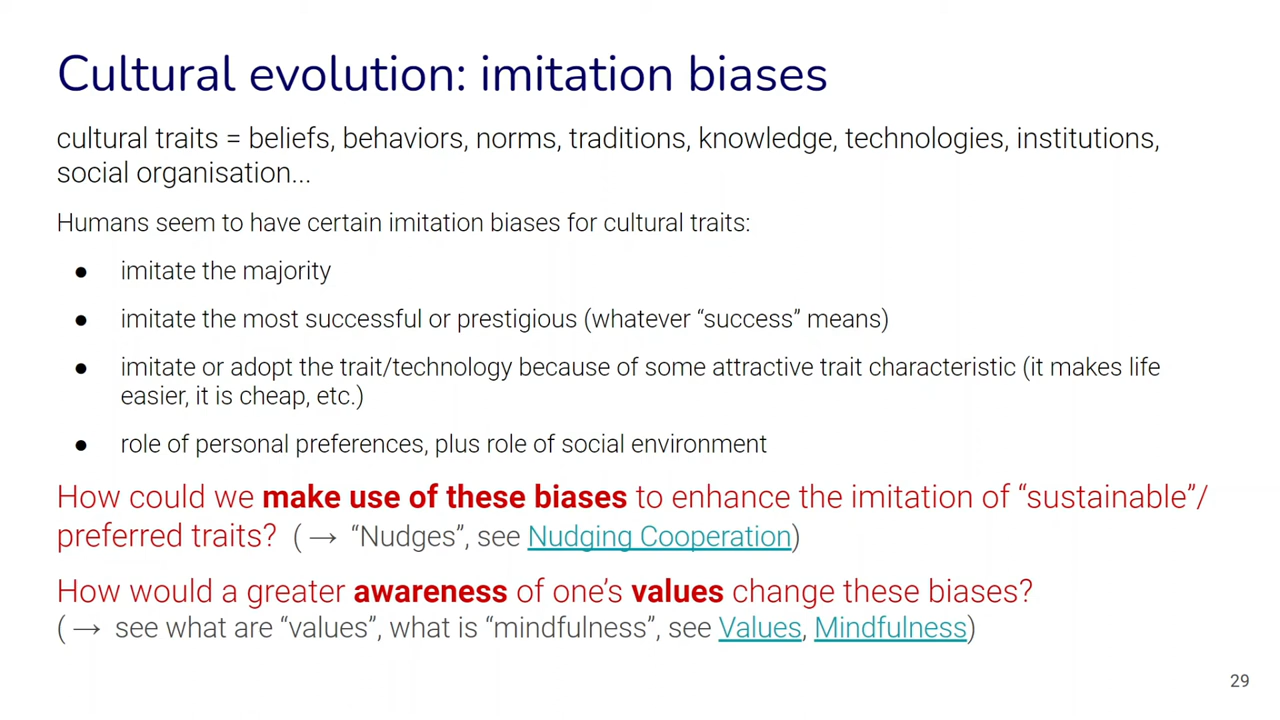 Cultural evolution: imitation biases
cultural traits = beliefs, behaviors, norms, traditions, knowledge, technologies, institutions,
social organisation...
Humans seem to have certain imitation biases for cultural traits:
● imitate the majority
● imitate the most successful or prestigious (whatever “success” means)
● imitate or adopt the trait/technology because of some attractive trait characteristic (it makes life
easier, it is cheap, etc.)
● role of personal preferences, plus role of social environment
How could we make use of these biases to enhance the imitation of “sustainable”/
preferred traits? (→ “Nudges”, see Nudging Cooperation)
How would a greater awareness of one’s values change these biases?
(→ see what are “values”, what is “mindfulness”, see Values, Mindfulness)
29